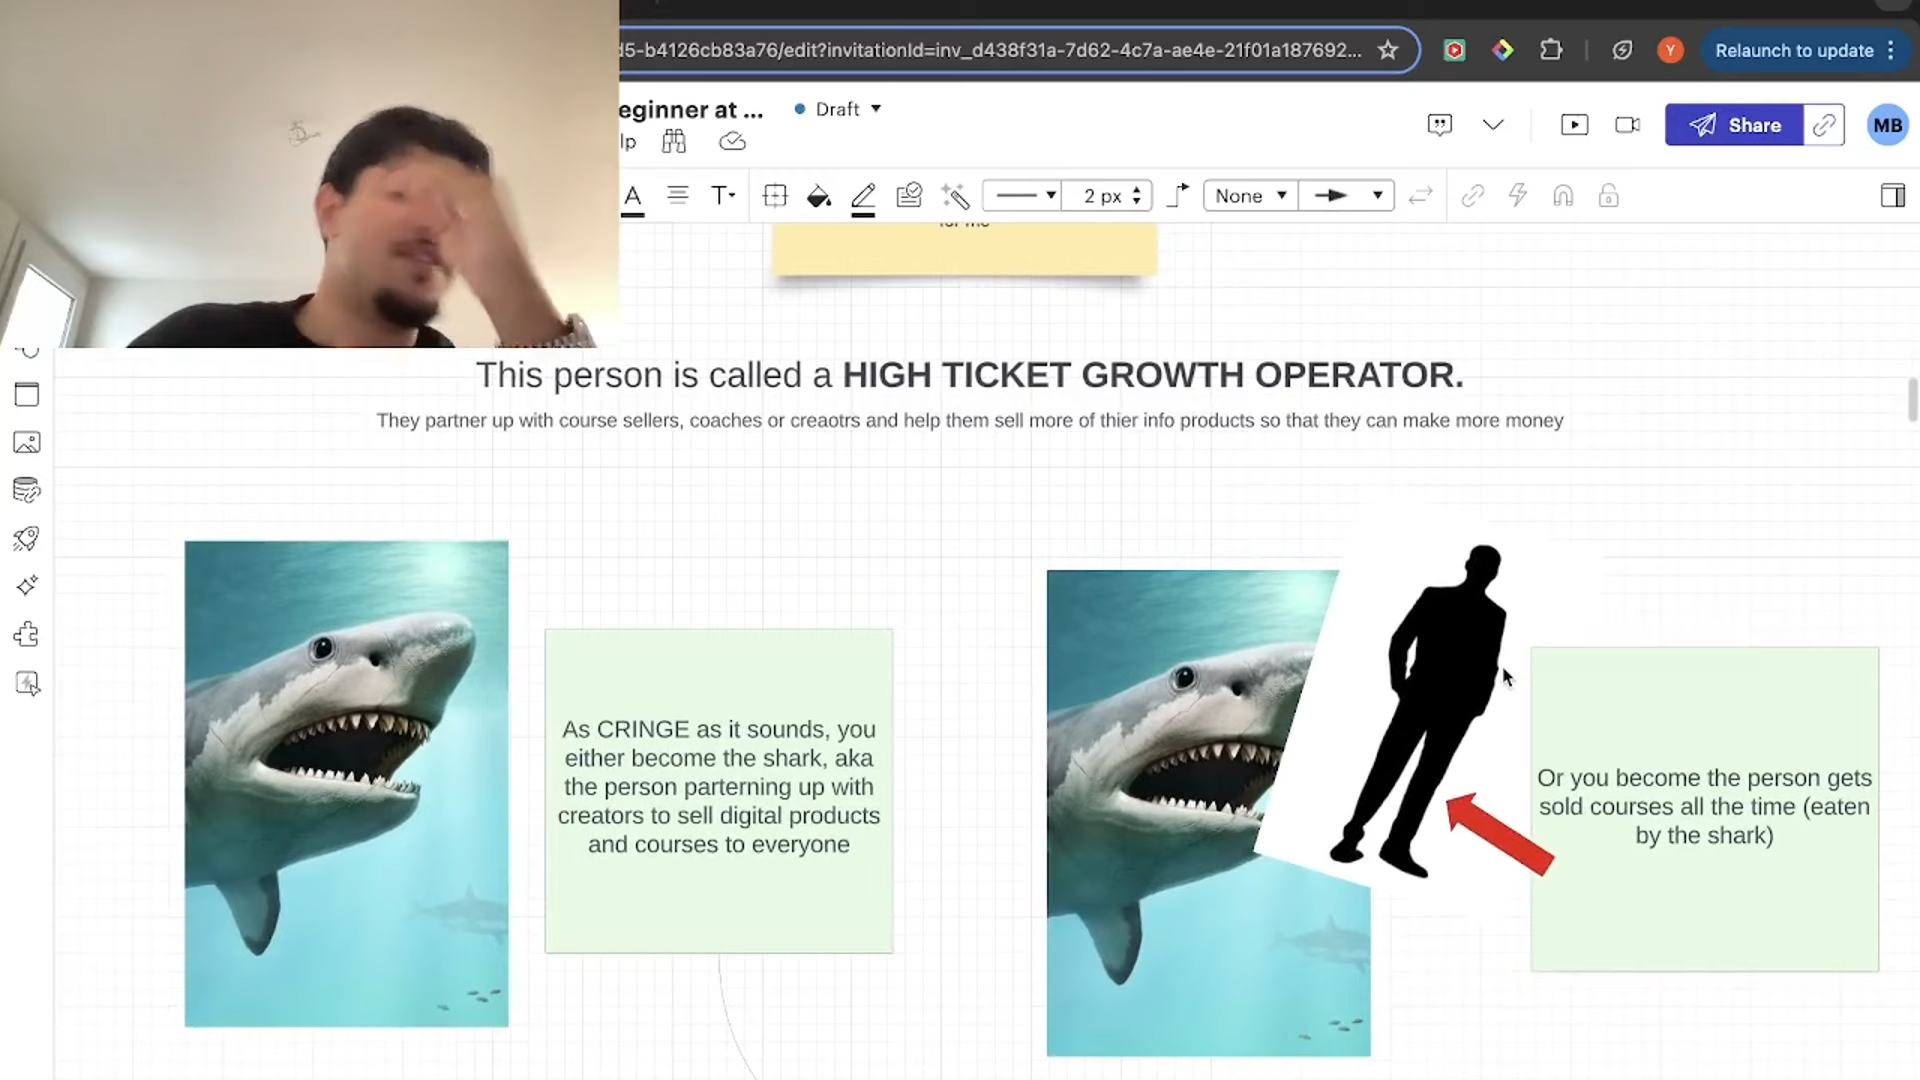 d5-b4126cb83a76/edit?invitationId=inv_d438f31a-7d62-4c7a-ae4e-21f01a187692...
Y
Relaunch to update
eginner at ...
Draft
Share
MB
lp
A
T
2 px
None
for me
This person is called a HIGH TICKET GROWTH OPERATOR.
They partner up with course sellers, coaches or creaotrs and help them sell more of thier info products so that they can make more money
As CRINGE as it sounds, you
either become the shark, aka
the person parterning up with
creators to sell digital products
and courses to everyone
Or you become the person gets
sold courses all the time (eaten
by the shark)